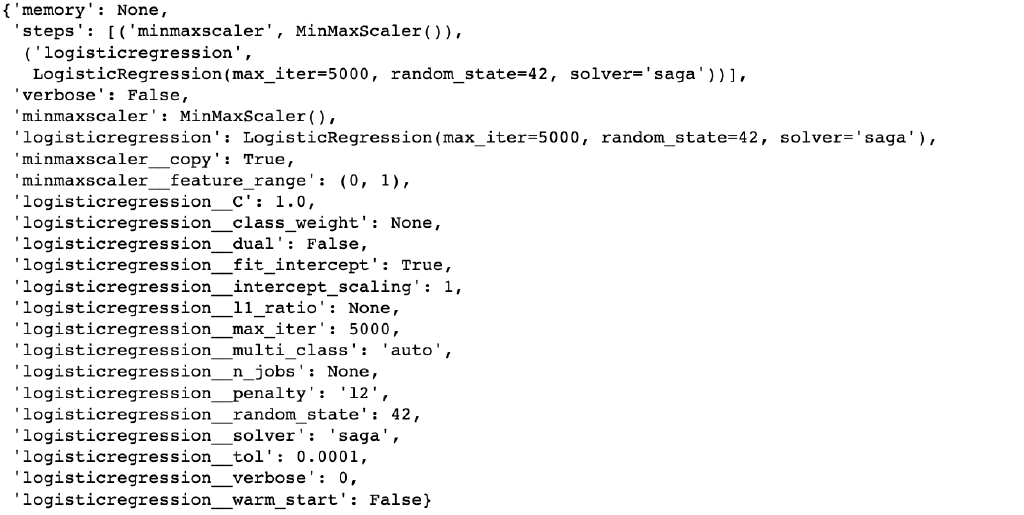 {'memory': None,
 'steps': [('minmaxscaler', MinMaxScaler()),
  ('logisticregression',
   LogisticRegression(max_iter=5000, random_state=42, solver='saga'))],
 'verbose': False,
 'minmaxscaler': MinMaxScaler(),
 'logisticregression': LogisticRegression(max_iter=5000, random_state=42, solver='saga'),
 'minmaxscaler__copy': True,
 'minmaxscaler__feature_range': (0, 1),
 'logisticregression__C': 1.0,
 'logisticregression__class_weight': None,
 'logisticregression__dual': False,
 'logisticregression__fit_intercept': True,
 'logisticregression__intercept_scaling': 1,
 'logisticregression__l1_ratio': None,
 'logisticregression__max_iter': 5000,
 'logisticregression__multi_class': 'auto',
 'logisticregression__n_jobs': None,
 'logisticregression__penalty': 'l2',
 'logisticregression__random_state': 42,
 'logisticregression__solver': 'saga',
 'logisticregression__tol': 0.0001,
 'logisticregression__verbose': 0,
 'logisticregression__warm_start': False}